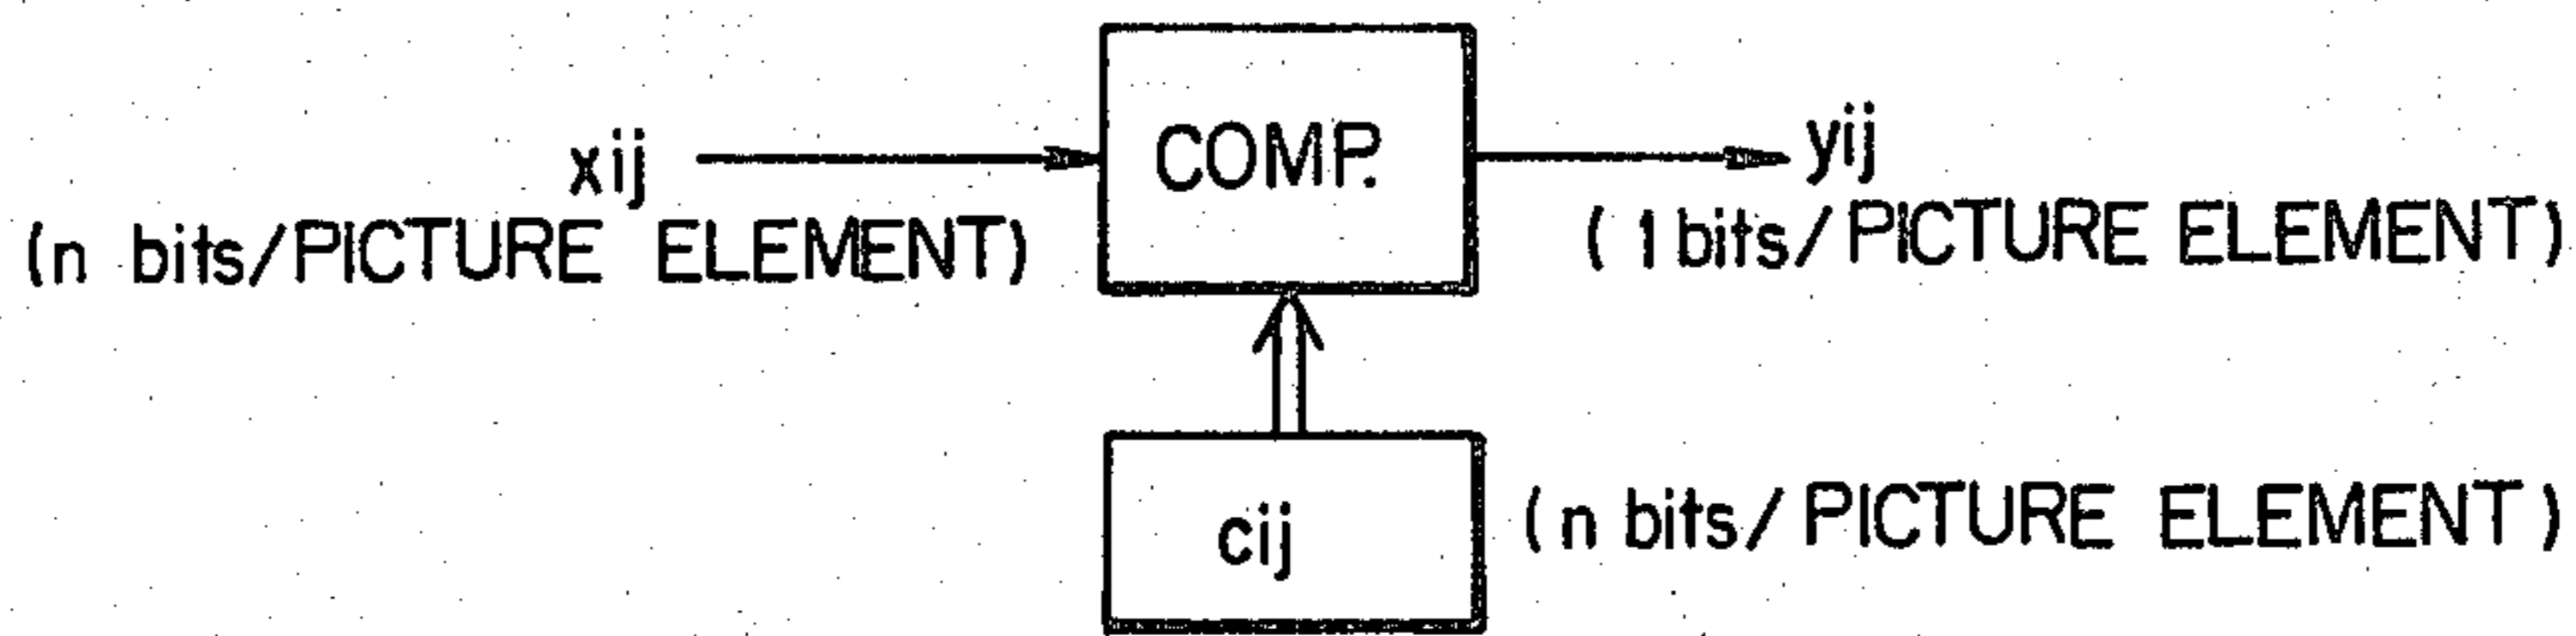 xij
(n bits/PICTURE ELEMENT)
COMP.
yij
(1 bits/PICTURE ELEMENT)
cij
(n bits/PICTURE ELEMENT)